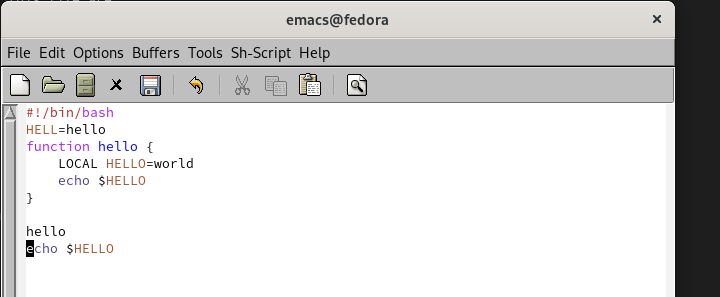 emacs@fedora
File Edit Options Buffers Tools Sh-Script Help
#!/bin/bash
HELL=hello
function hello {
    LOCAL HELLO=world
    echo $HELLO
}
hello
echo $HELLO